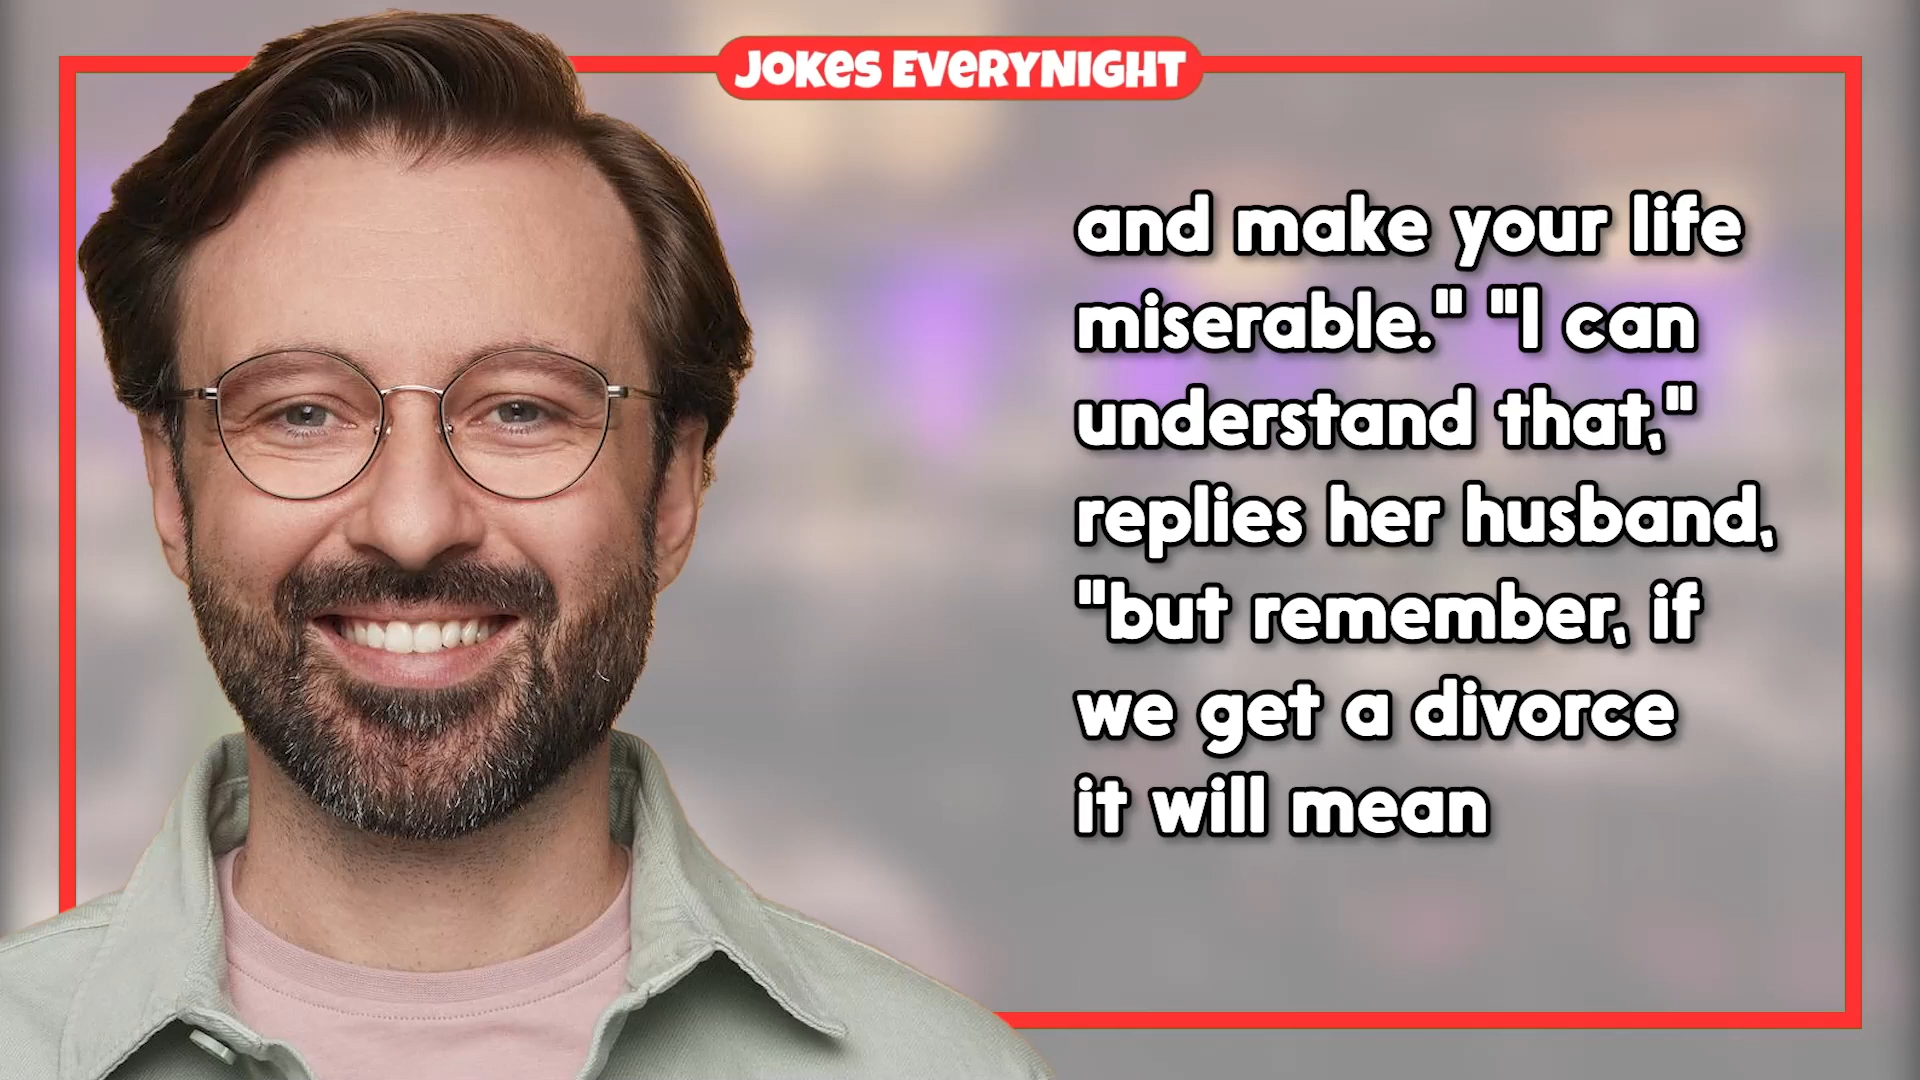 JOKES EVERYNIGHT
and make your life
miserable." "I can
understand that,"
replies her husband,
"but remember, if
we get a divorce
it will mean